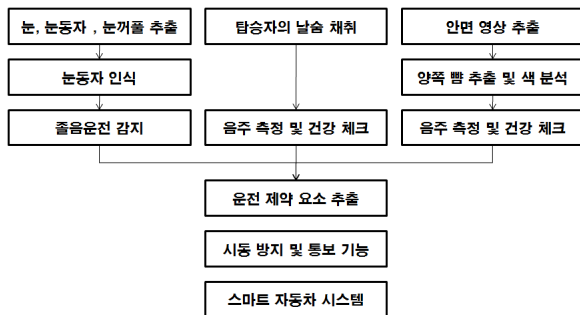 눈, 눈동자 , 눈꺼풀 추출
탑승자의 날숨 채취
안면 영상 추출
눈동자 인식
양쪽 뺨 추출 및 색 분석
졸음운전 감지
음주 측정 및 건강 체크
음주 측정 및 건강 체크
운전 제약 요소 추출
시동 방지 및 통보 기능
스마트 자동차 시스템